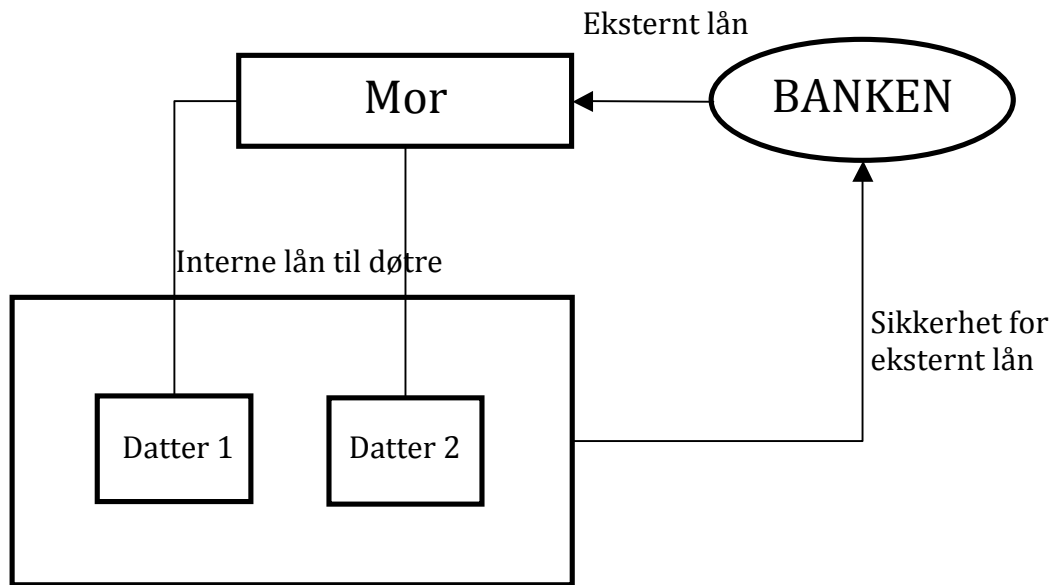 Eksternt lån
Mor
BANKEN
Interne lån til døtre
Sikkerhet for
eksternt lån
Datter 1
Datter 2